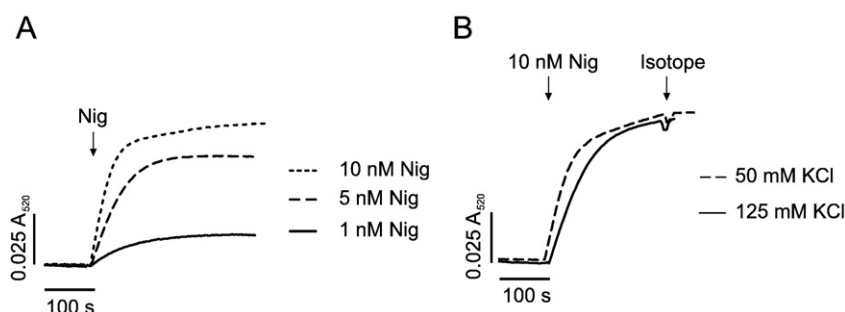 A
Nig
10 nM Nig
5 nM Nig
1 nM Nig
0.025 A520
100 s
B
10 nM Nig
Isotope
50 mM KCl
125 mM KCl
0.025 A520
100 s